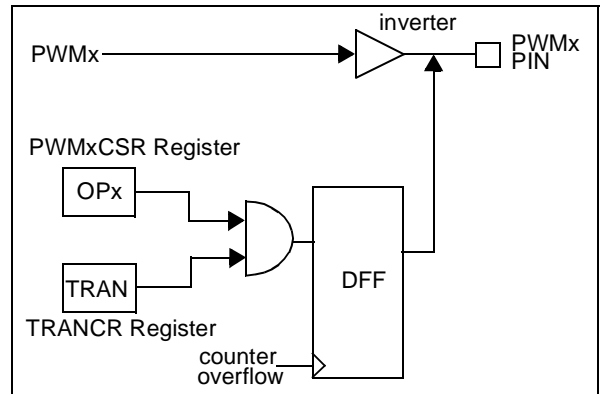 inverter
PWMx
PWMx
PIN
PWMxCSR Register
OPx
TRAN
DFF
TRANCR Register
counter
overflow